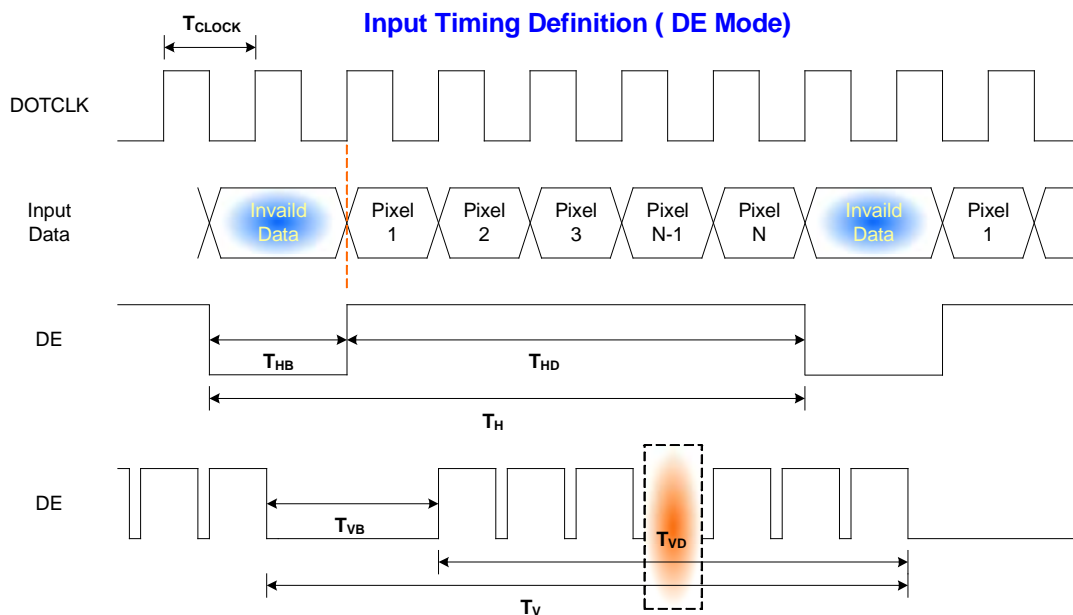 Input Timing Definition ( DE Mode)
TCLOCK
DOTCLK
Input
Data
Invaild
Data
Pixel
1
Pixel
2
Pixel
3
Pixel
N-1
Pixel
N
Invaild
Data
Pixel
1
DE
THB
THD
TH
DE
TVB
TVD
TV